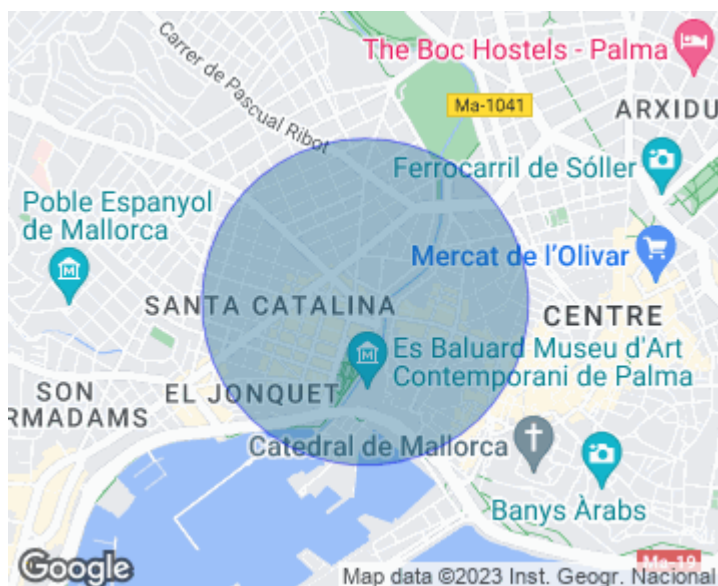 The Boc Hostels - Palma
Carrer de Pascual Ribot
Ma-1041
ARXIDU
Ferrocarril de Sóller
Poble Espanyol
de Mallorca
Mercat de l'Olivar
SANTA CATALINA
CENTRE
Es Baluard Museu d'Art
Contemporani de Palma
SON
RMADAMS
EL JONQUET
Catedral de Mallorca
Banys Àrabs
Ma-19
Google
Map data ©2023 Inst. Geogr. Nacional